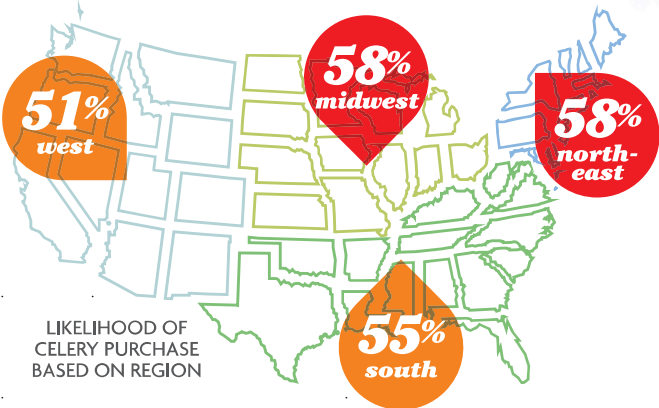 58%
midwest
51%
west
58%
north-
east
55%
south
LIKELIHOOD OF
CELERY PURCHASE
BASED ON REGION